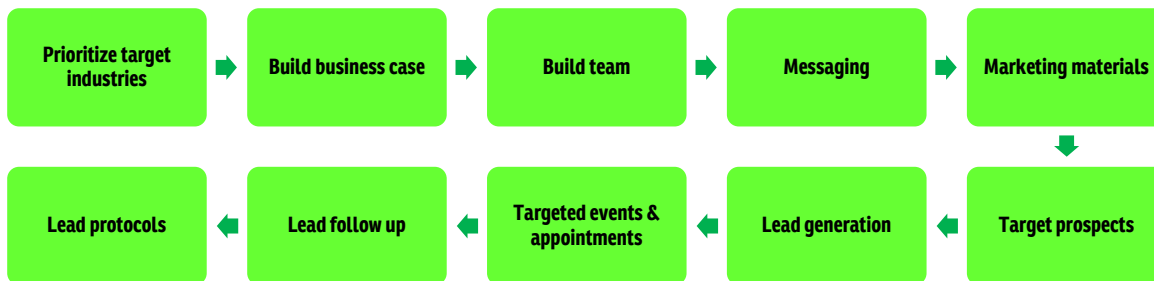 Prioritize target
industries
Build business case
Build team
Messaging
Marketing materials
Target prospects
Lead generation
Targeted events &
appointments
Lead follow up
Lead protocols